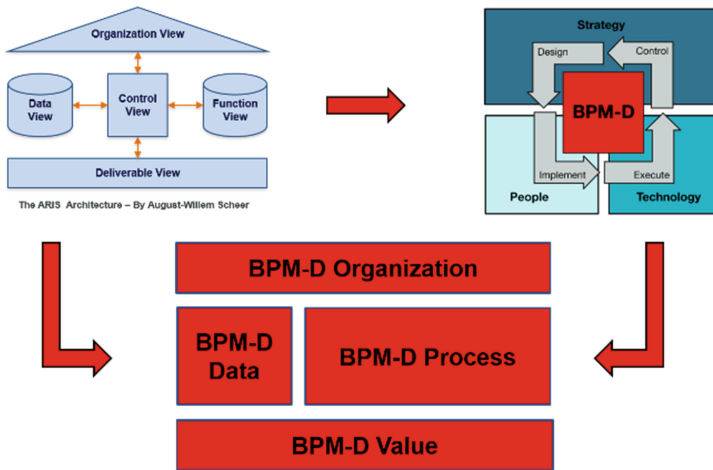 Organization View
Data
View
Control
View
Function
View
Deliverable View
The ARIS Architecture – By August-Willem Scheer
Strategy
Design
Control
BPM-D
Implement
Execute
People
Technology
BPM-D Organization
BPM-D
Data
BPM-D Process
BPM-D Value